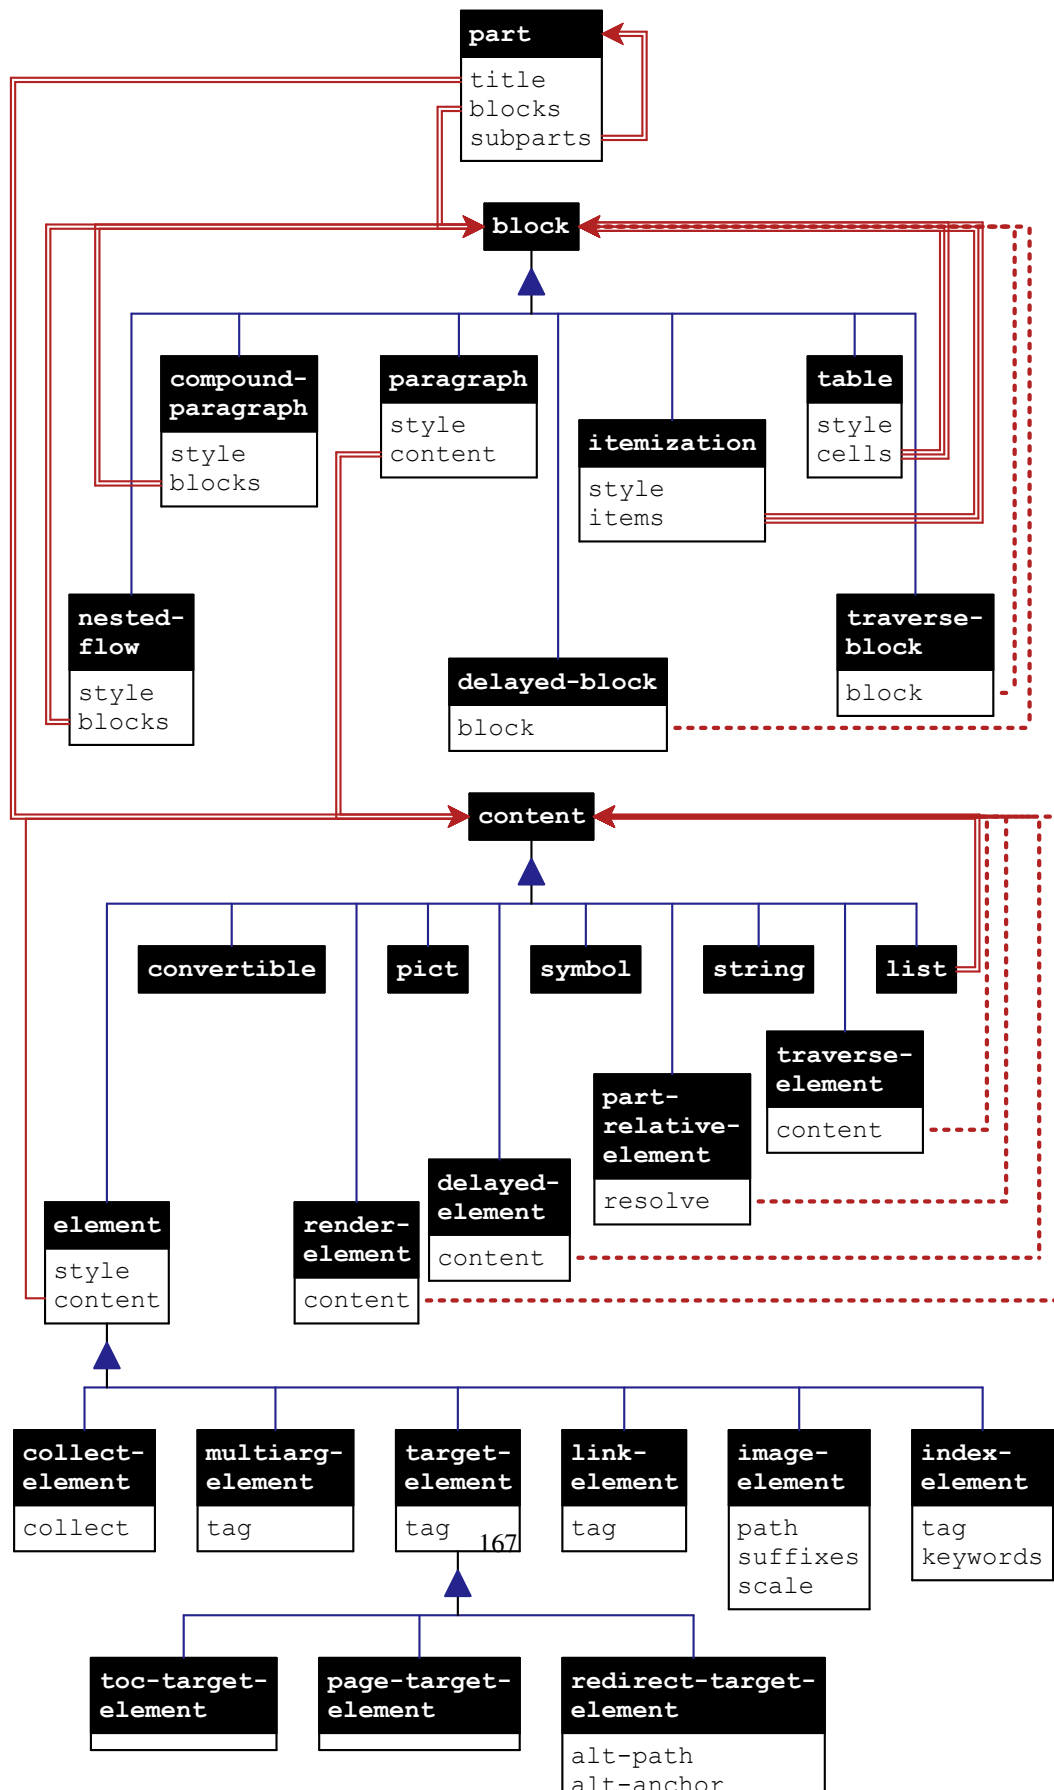 part
title
blocks
subparts
block
compound-
paragraph
style
blocks
paragraph
style
content
itemization
style
items
table
style
cells
nested-
flow
style
blocks
delayed-block
block
traverse-
block
block
content
convertible
pict
symbol
string
list
traverse-
element
content
part-
relative-
element
resolve
delayed-
element
content
element
style
content
render-
element
content
collect-
element
collect
multiarg-
element
tag
target-
element
tag
167
link-
element
tag
image-
element
path
suffixes
scale
index-
element
tag
keywords
toc-target-
element
page-target-
element
redirect-target-
element
alt-path
alt-anchor